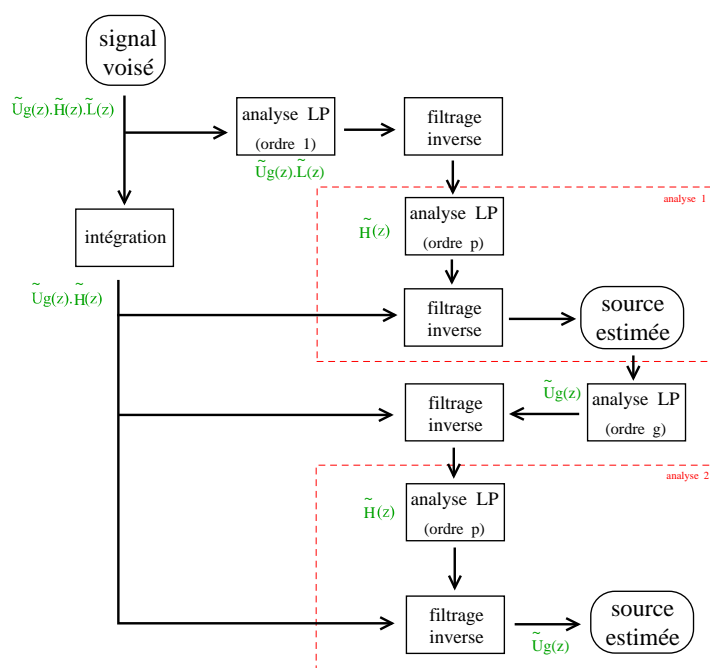 signal
voisé
Ũg(z).H̃(z).L̃(z)
analyse LP
(ordre 1)
Ũg(z).L̃(z)
filtrage
inverse
analyse 1
intégration
H̃(z)
analyse LP
(ordre p)
Ũg(z).H̃(z)
filtrage
inverse
source
estimée
filtrage
inverse
Ũg(z)
analyse LP
(ordre g)
analyse 2
H̃(z)
analyse LP
(ordre p)
filtrage
inverse
Ũg(z)
source
estimée